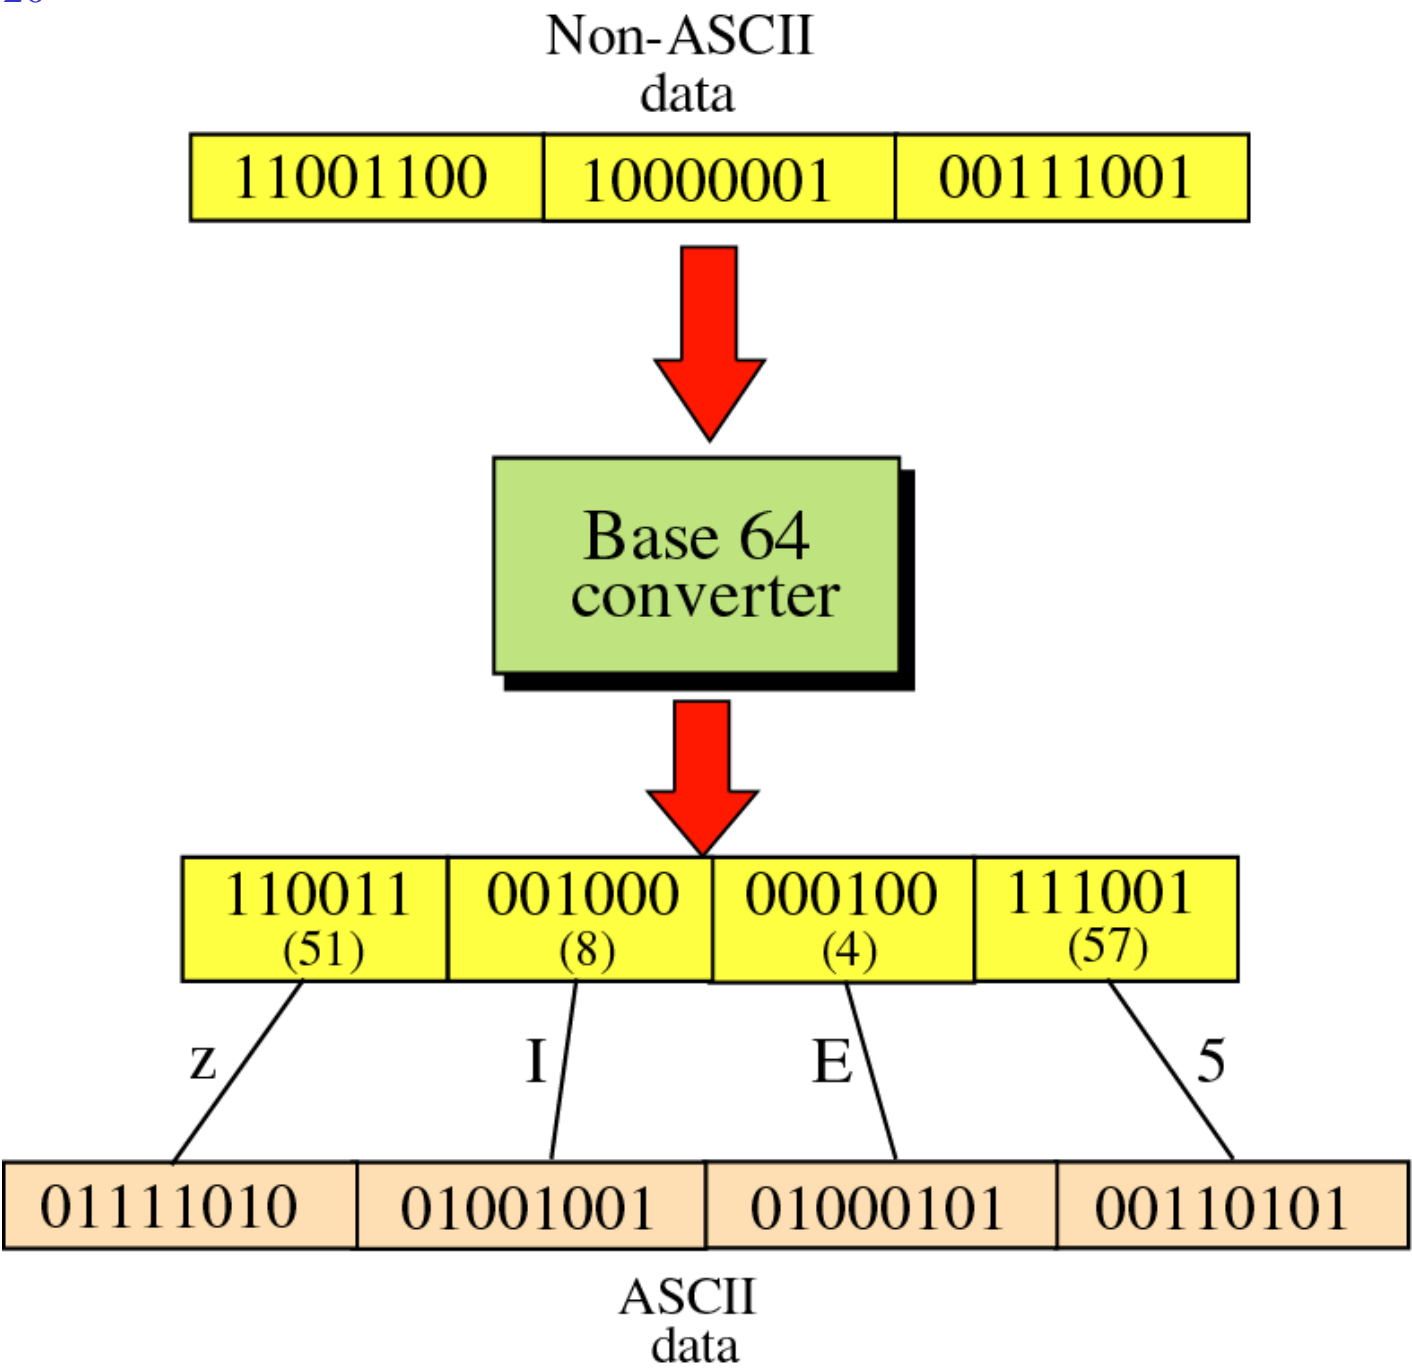 Non-ASCII
data
11001100 10000001 00111001
Base 64
converter
110011 001000 000100 111001
(51) (8) (4) (57)
z I E 5
01111010 01001001 01000101 00110101
ASCII
data